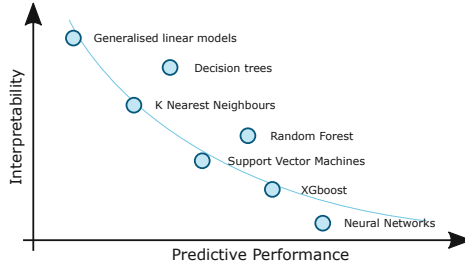 Generalised linear models
Decision trees
K Nearest Neighbours
Random Forest
Support Vector Machines
XGboost
Neural Networks
Interpretability
Predictive Performance